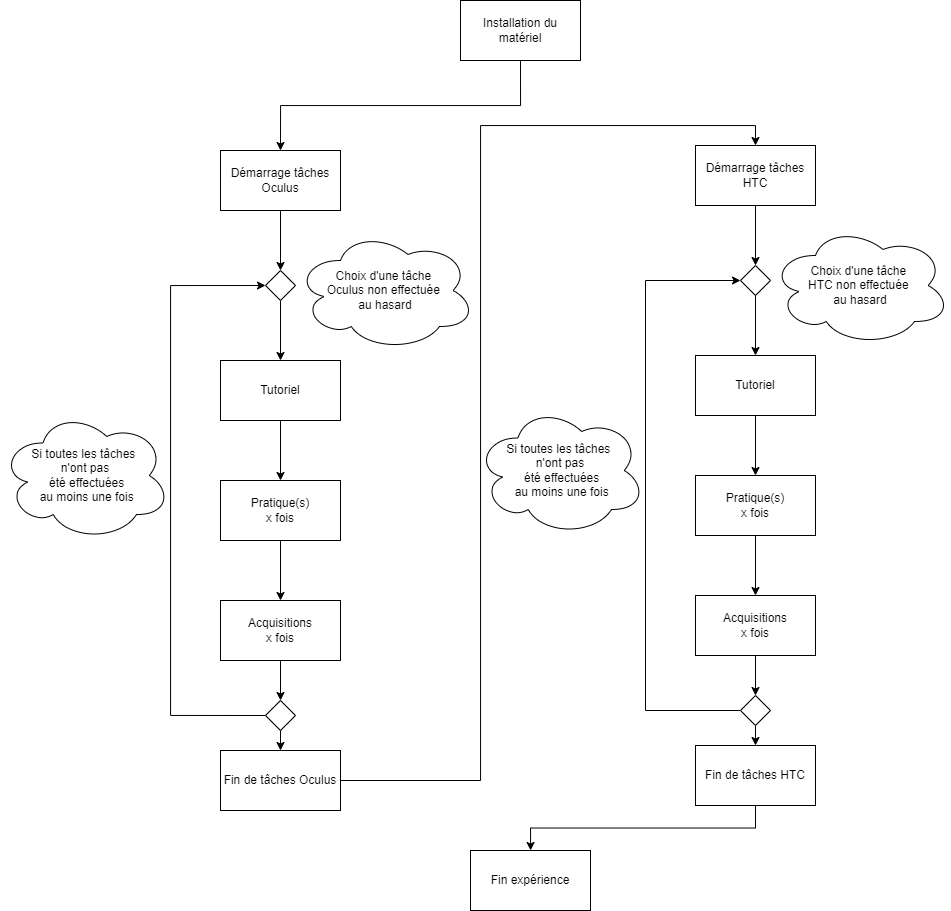 Installation du
matériel
Démarrage tâches
Oculus
Choix d'une tâche
Oculus non effectuée
au hasard
Tutoriel
Si toutes les tâches
n'ont pas
été effectuées
au moins une fois
Pratique(s)
x fois
Acquisitions
x fois
Fin de tâches Oculus
Démarrage tâches
HTC
Choix d'une tâche
HTC non effectuée
au hasard
Tutoriel
Si toutes les tâches
n'ont pas
été effectuées
au moins une fois
Pratique(s)
x fois
Acquisitions
x fois
Fin de tâches HTC
Fin expérience